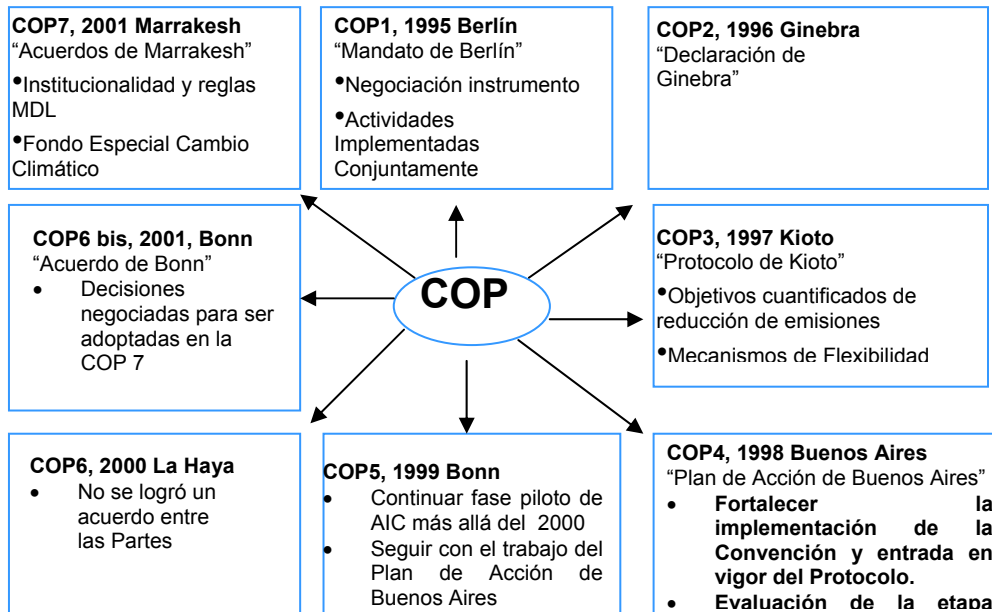 COP7, 2001 Marrakesh
“Acuerdos de Marrakesh”
•Institucionalidad y reglas
MDL
•Fondo Especial Cambio
Climático
COP1, 1995 Berlín
“Mandato de Berlín”
•Negociación instrumento
•Actividades
Implementadas
Conjuntamente
COP2, 1996 Ginebra
“Declaración de
Ginebra”
COP6 bis, 2001, Bonn
“Acuerdo de Bonn”
• Decisiones
negociadas para ser
adoptadas en la
COP 7
COP
COP3, 1997 Kioto
“Protocolo de Kioto”
•Objetivos cuantificados de
reducción de emisiones
•Mecanismos de Flexibilidad
COP6, 2000 La Haya
• No se logró un
acuerdo entre
las Partes
COP5, 1999 Bonn
• Continuar fase piloto de
AIC más allá del 2000
• Seguir con el trabajo del
Plan de Acción de
Buenos Aires
COP4, 1998 Buenos Aires
“Plan de Acción de Buenos Aires”
• Fortalecer la
implementación de la
Convención y entrada en
vigor del Protocolo.
• Evaluación de la etapa